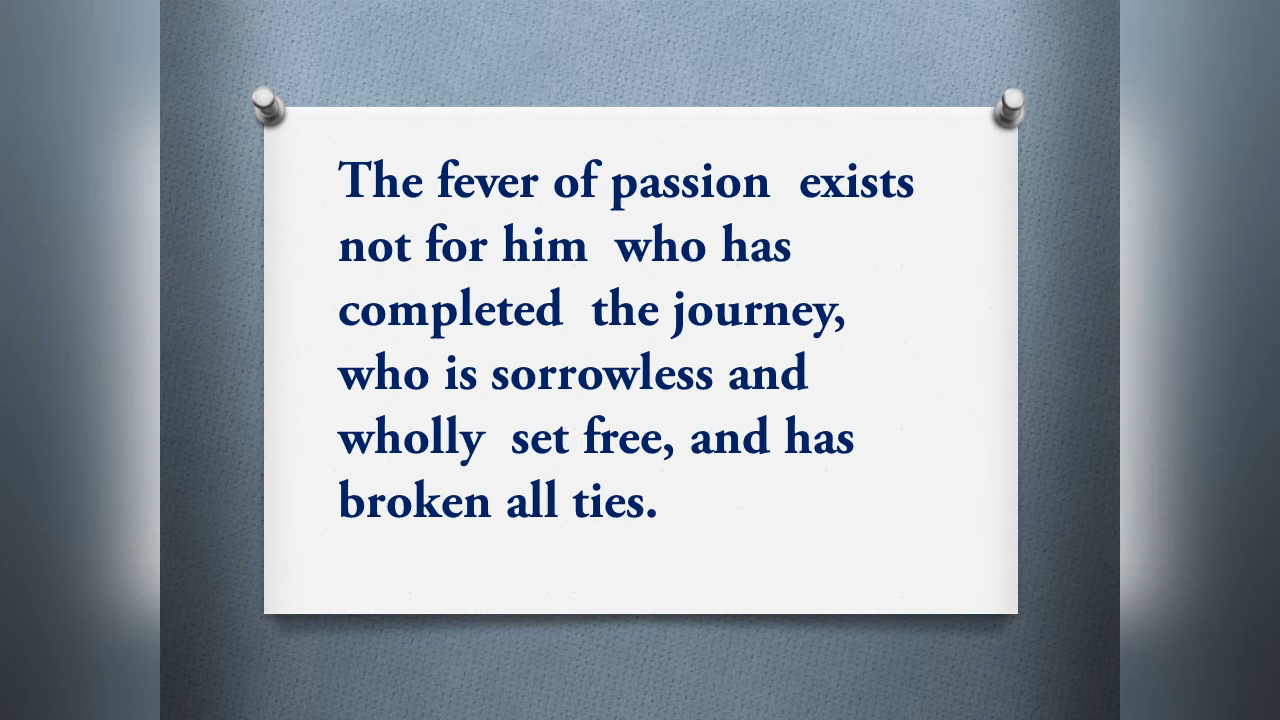 The fever of passion exists
not for him who has
completed the journey,
who is sorrowless and
wholly set free, and has
broken all ties.